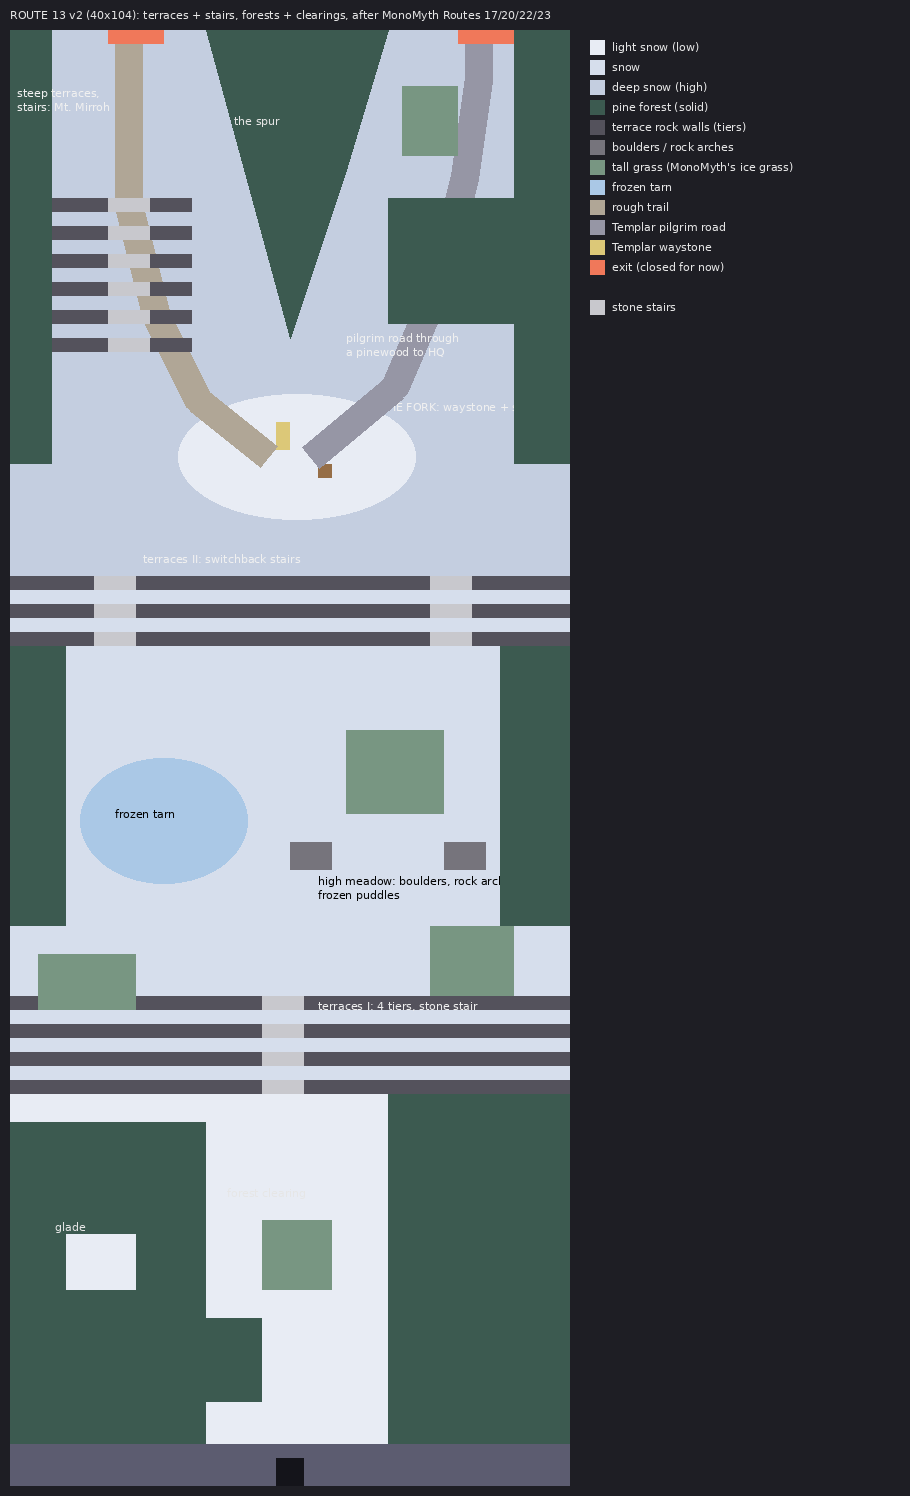 ROUTE 13 v2 (40x104): terraces + stairs, forests + clearings, after MonoMyth Routes 17/20/22/23
light snow (low)
snow
deep snow (high)
pine forest (solid)
terrace rock walls (tiers)
boulders / rock arches
tall grass (MonoMyth's ice grass)
frozen tarn
rough trail
Templar pilgrim road
Templar waystone
exit (closed for now)
stone stairs
steep terraces,
stairs: Mt. Mirroh
the spur
pilgrim road through
a pinewood to HQ
FORK: waystone +
terraces II: switchback stairs
frozen tarn
high meadow: boulders, rock
frozen puddles
terraces I: 4 tiers, stone stair
forest clearing
glade